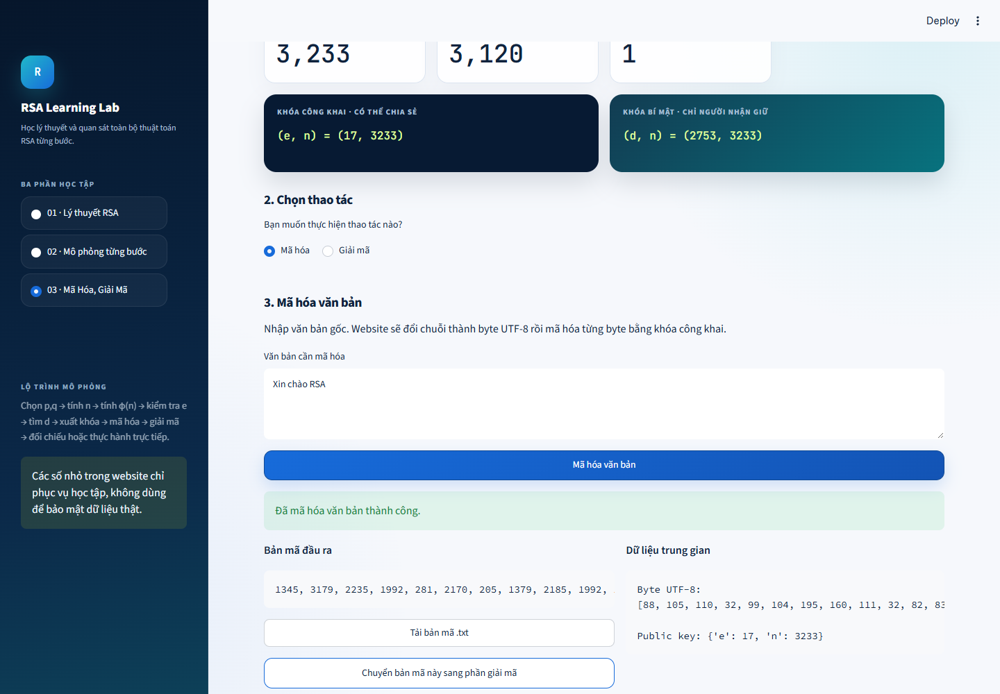 Deploy
R
RSA Learning Lab
Học lý thuyết và quan sát toàn bộ thuật toán
RSA từng bước.
BA PHẦN HỌC TẬP
01 · Lý thuyết RSA
02 · Mô phỏng từng bước
03 · Mã Hóa, Giải Mã
LỘ TRÌNH MÔ PHỎNG
Chọn p,q → tính n → tính φ(n) → kiểm tra e
→ tìm d → xuất khóa → mã hóa → giải mã
→ đối chiếu hoặc thực hành trực tiếp.
Các số nhỏ trong website chỉ
phục vụ học tập, không dùng
để bảo mật dữ liệu thật.
3,233
3,120
1
KHÓA CÔNG KHAI · CÓ THỂ CHIA SẺ
(e, n) = (17, 3233)
KHÓA BÍ MẬT · CHỈ NGƯỜI NHẬN GIỮ
(d, n) = (2753, 3233)
2. Chọn thao tác
Bạn muốn thực hiện thao tác nào?
Mã hóa
Giải mã
3. Mã hóa văn bản
Nhập văn bản gốc. Website sẽ đổi chuỗi thành byte UTF-8 rồi mã hóa từng byte bằng khóa công khai.
Văn bản cần mã hóa
Xin chào RSA
Mã hóa văn bản
Đã mã hóa văn bản thành công.
Bản mã đầu ra
1345, 3179, 2235, 1992, 281, 2170, 205, 1379, 2185, 1992,
Tải bản mã .txt
Chuyển bản mã này sang phần giải mã
Dữ liệu trung gian
Byte UTF-8:
[88, 105, 110, 32, 99, 104, 195, 160, 111, 32, 82, 83
Public key: {'e': 17, 'n': 3233}